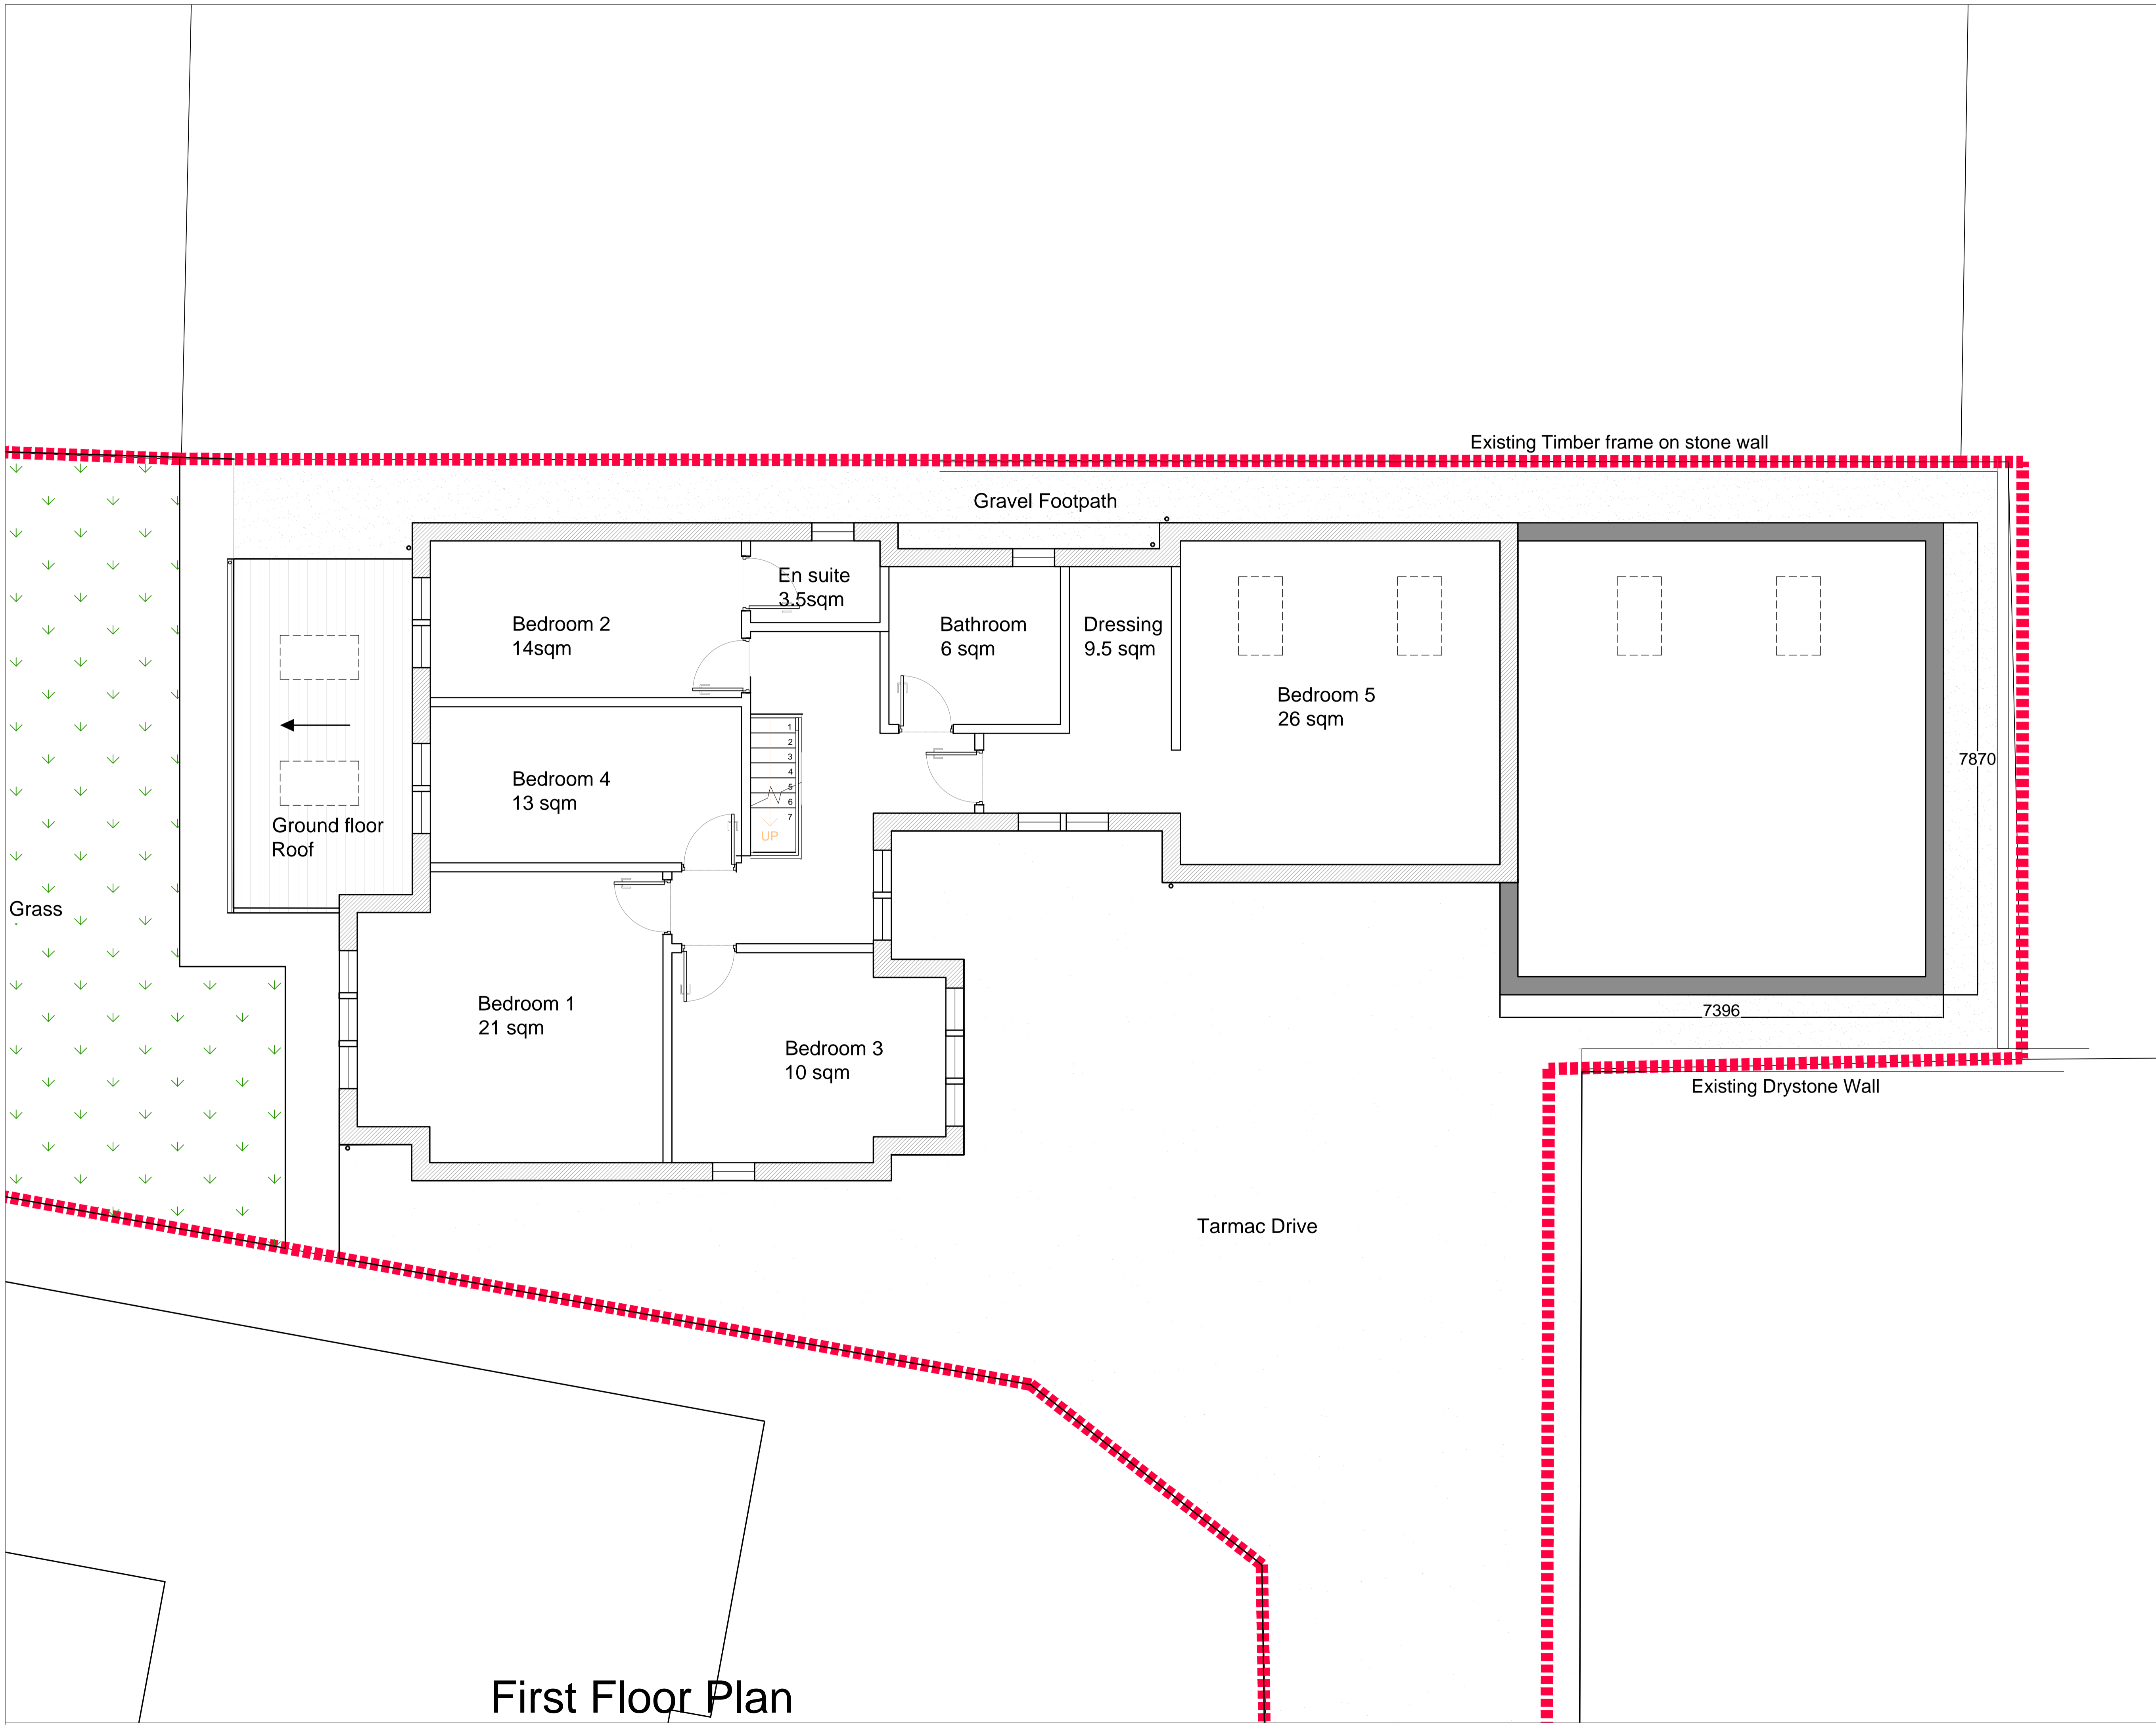 Existing Timber frame on stone wall
Gravel Footpath
En suite
3.5sqm
Bedroom 2
14sqm
Bathroom
6 sqm
Dressing
9.5 sqm
Bedroom 5
26 sqm
1
2
3
4
5
6
7
UP
7870
Bedroom 4
13 sqm
Ground floor
Roof
Grass
Bedroom 1
21 sqm
7396
Bedroom 3
10 sqm
Existing Drystone Wall
Tarmac Drive
First Floor Plan